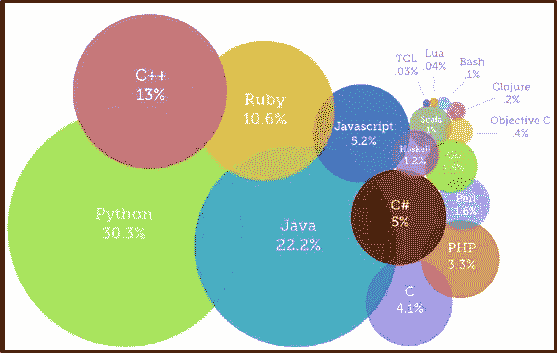 C++
13%
Ruby
10.6%
Python
30.3%
Java
22.2%
Javascript
5.2%
C#
5%
C
4.1%
PHP
3.3%
Perl
1.6%
Haskell
1.2%
TCL
.03%
Lua
.04%
Bash
.1%
Clojure
.2%
Objective C
.4%